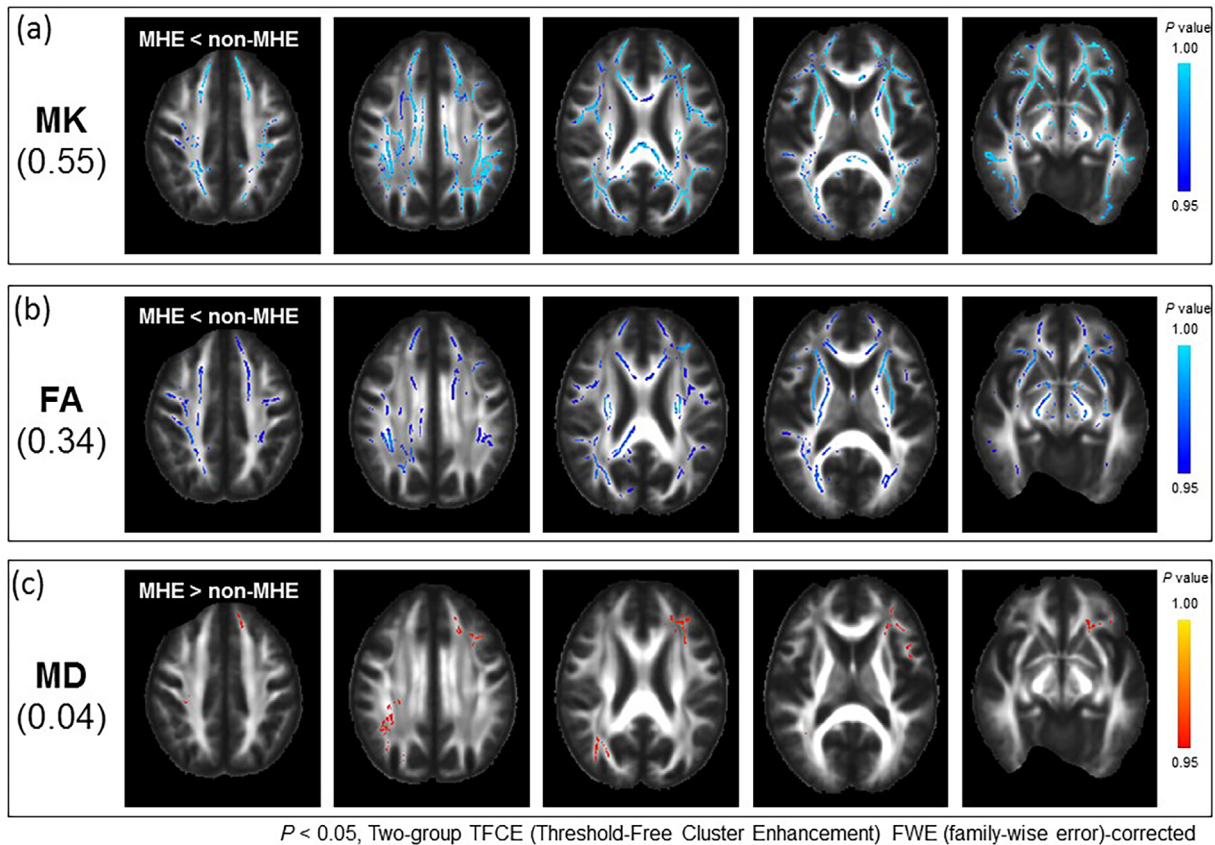 (a)
MHE < non-MHE
P value
1.00
MK
(0.55)
0.95
(b)
MHE < non-MHE
P value
1.00
FA
(0.34)
0.95
(c)
MHE > non-MHE
P value
1.00
MD
(0.04)
0.95
P < 0.05, Two-group TFCE (Threshold-Free Cluster Enhancement) FWE (family-wise error)-corrected